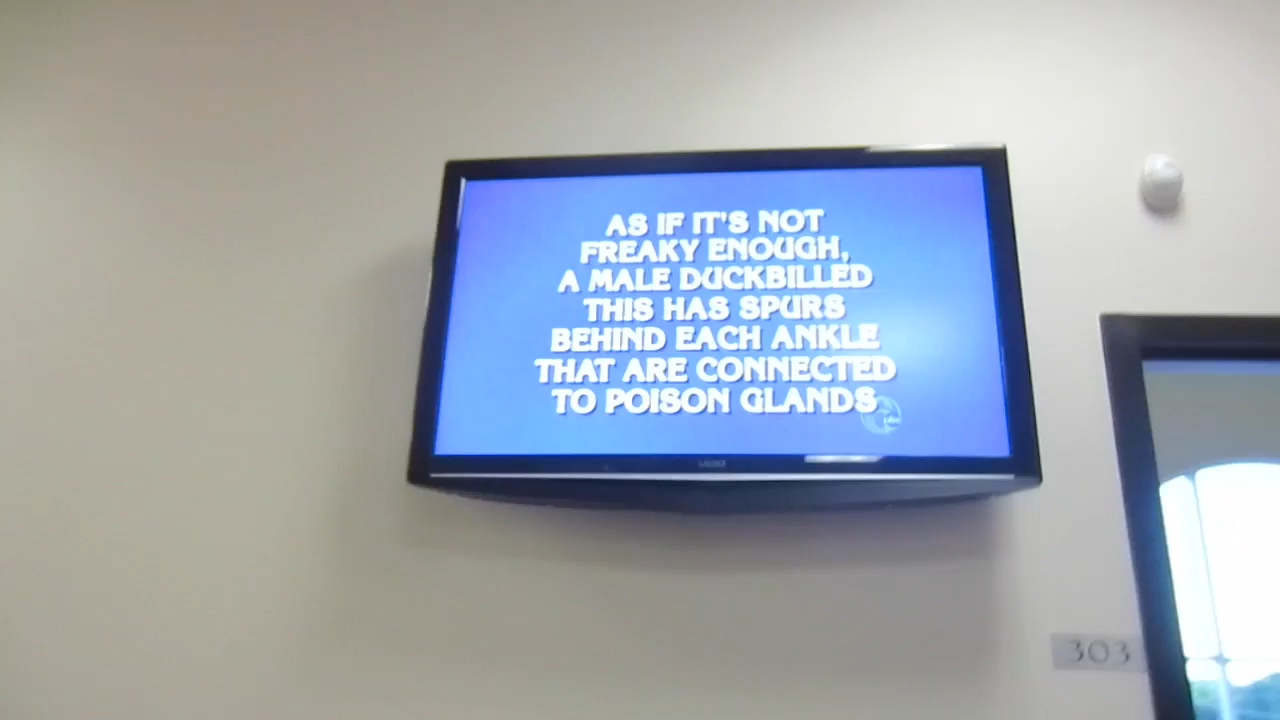 AS IF IT'S NOT
FREAKY ENOUGH,
A MALE DUCKBILLED
THIS HAS SPURS
BEHIND EACH ANKLE
THAT ARE CONNECTED
TO POISON GLANDS
303